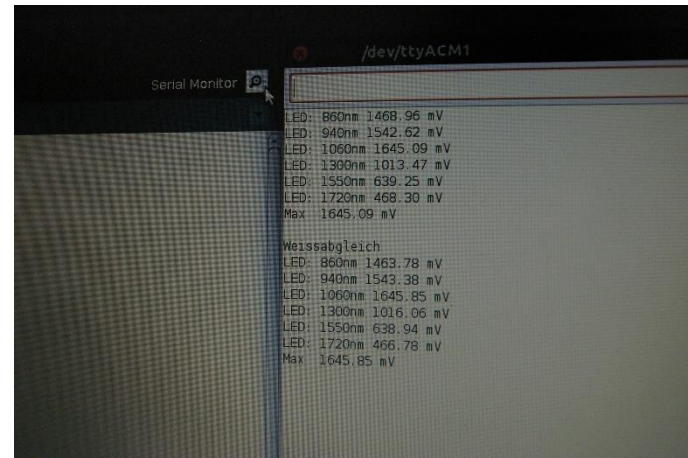 /dev/ttyACM1
Serial Monitor
LED: 860nm 1468.96 mV
LED: 940nm 1542.62 mV
LED: 1060nm 1645.09 mV
LED: 1300nm 1013.47 mV
LED: 1550nm 639.25 mV
LED: 1720nm 468.30 mV
Max 1645.09 mV
Weissabgleich
LED: 860nm 1463.78 mV
LED: 940nm 1543.38 mV
LED: 1060nm 1645.85 mV
LED: 1300nm 1016.06 mV
LED: 1550nm 638.94 mV
LED: 1720nm 466.78 mV
Max 1645.85 mV